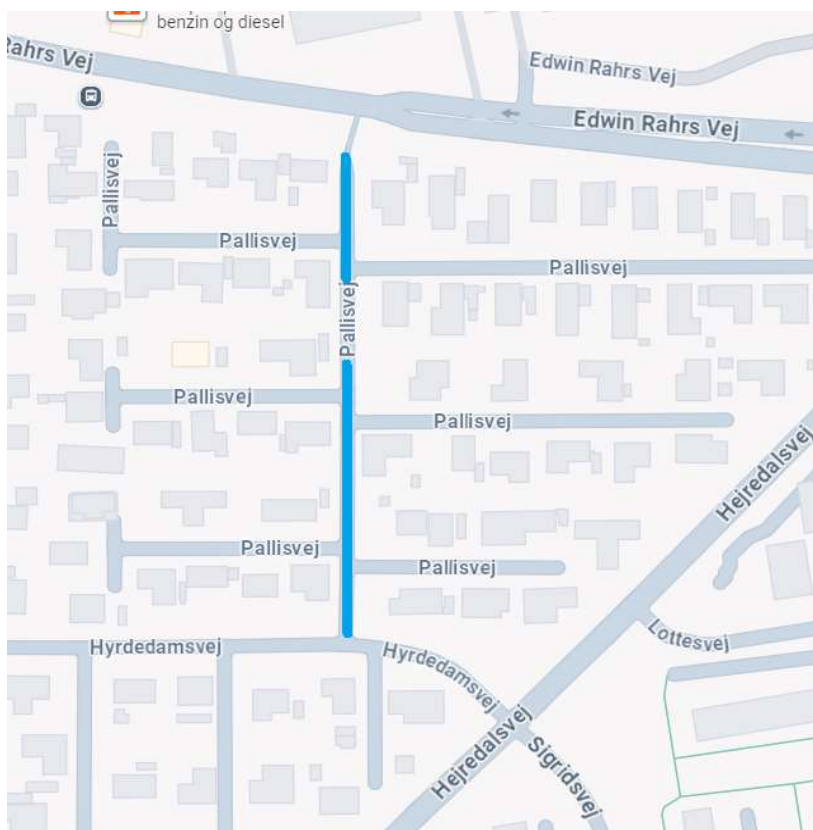 benzin og diesel
Rahrs Vej
Edwin Rahrs Vej
Edwin Rahrs Vej
Pallisvej
Pallisvej
Pallisvej
Pallisvej
Pallisvej
Pallisvej
Hejredalsvej
Pallisvej
Pallisvej
Lottesvej
Hyrdedamsvej
Hyrdedamsvej
Hejredalsvej
Sigridsvej